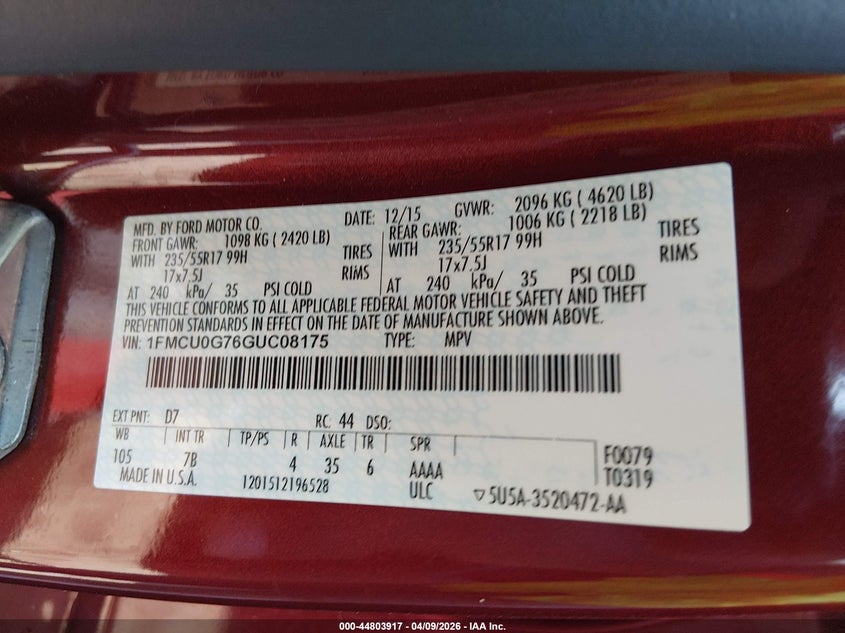 MFD. BY FORD MOTOR CO. DATE: 12/15 GVWR: 2096 KG ( 4620 LB)
FRONT GAWR: 1098 KG ( 2420 LB) REAR GAWR: 1006 KG ( 2218 LB)
WITH 235/55R17 99H TIRES WITH 235/55R17 99H TIRES
17x7.5J RIMS 17x7.5J RIMS
AT 240 kPa/ 35 PSI COLD AT 240 kPa/ 35 PSI COLD
THIS VEHICLE CONFORMS TO ALL APPLICABLE FEDERAL MOTOR VEHICLE SAFETY AND THEFT
PREVENTION STANDARDS IN EFFECT ON THE DATE OF MANUFACTURE SHOWN ABOVE.
VIN: 1FMCU0G76GUC08175 TYPE: MPV
EXT PNT: D7 RC: 44 DSO:
WB INT TR TP/PS R AXLE TR SPR F0079
105 7B 4 35 6 AAAA T0319
MADE IN U.S.A. 1201512196528 ULC ▽5U5A-3520472-AA
000-44803917 - 04/09/2026 - IAA Inc.